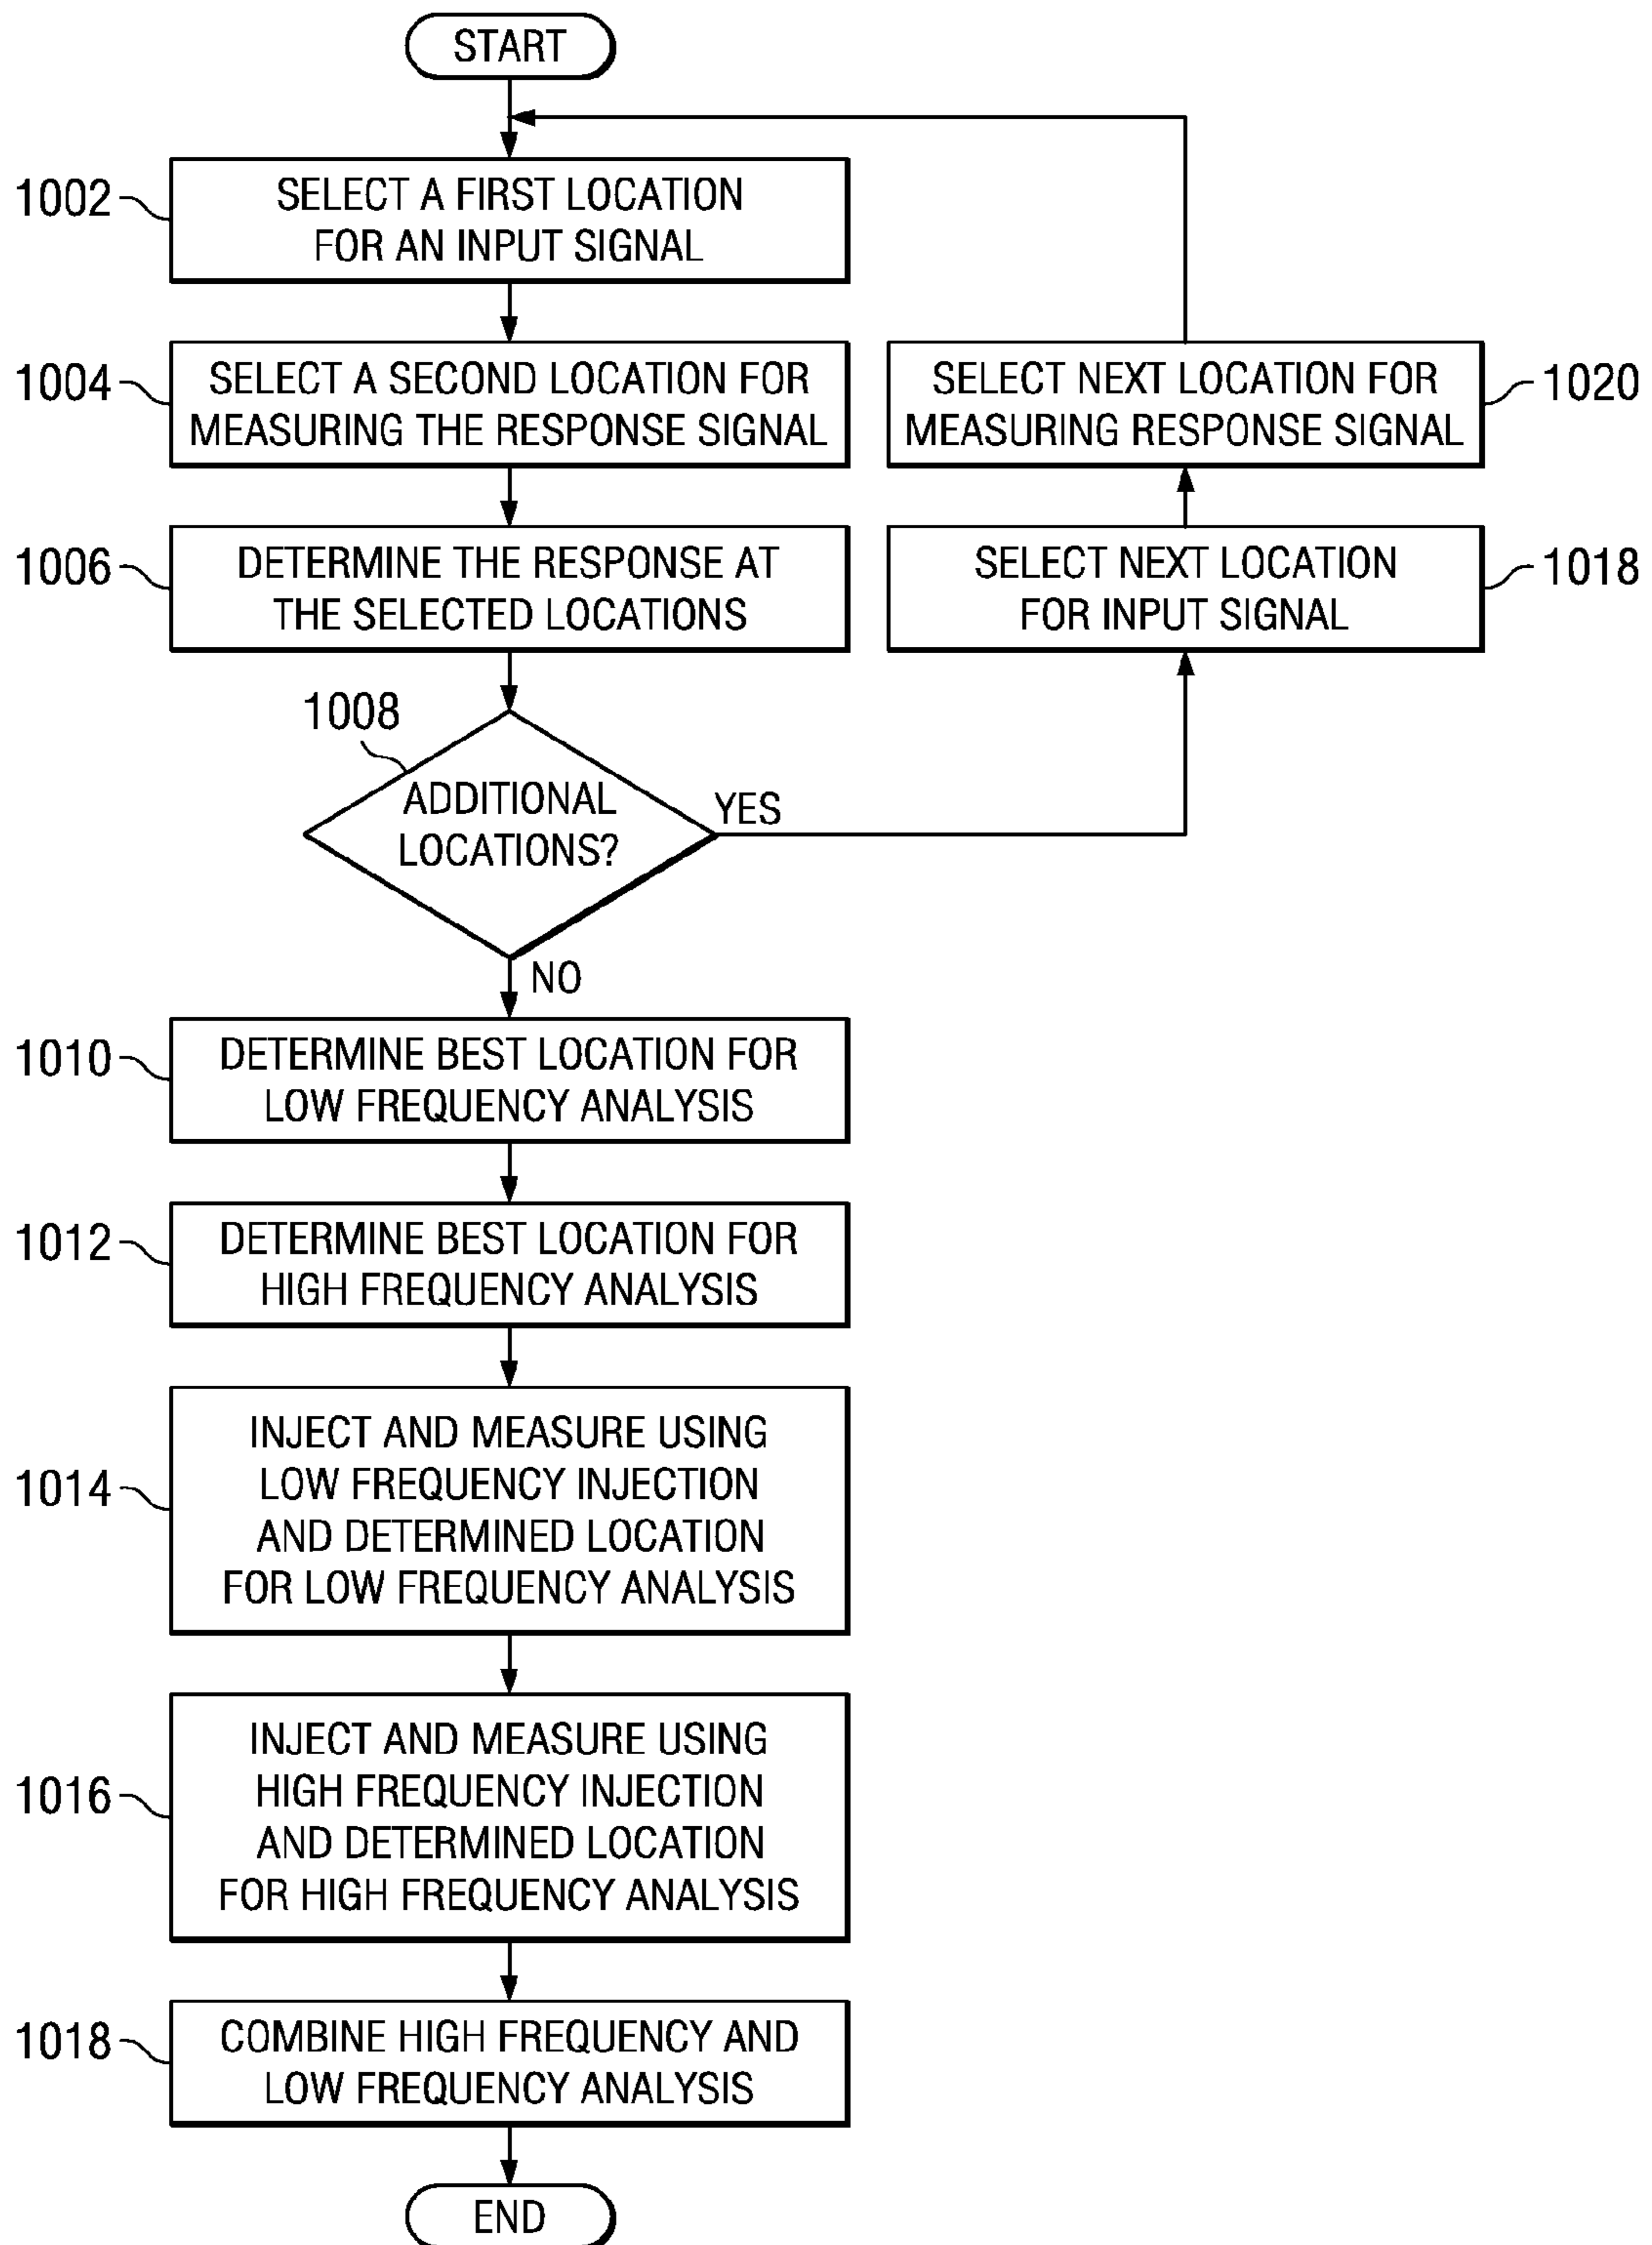 START
1002
SELECT A FIRST LOCATION
FOR AN INPUT SIGNAL
1004
SELECT A SECOND LOCATION FOR
MEASURING THE RESPONSE SIGNAL
SELECT NEXT LOCATION FOR
MEASURING RESPONSE SIGNAL
1020
1006
DETERMINE THE RESPONSE AT
THE SELECTED LOCATIONS
SELECT NEXT LOCATION
FOR INPUT SIGNAL
1018
1008
ADDITIONAL
LOCATIONS?
YES
NO
1010
DETERMINE BEST LOCATION FOR
LOW FREQUENCY ANALYSIS
1012
DETERMINE BEST LOCATION FOR
HIGH FREQUENCY ANALYSIS
1014
INJECT AND MEASURE USING
LOW FREQUENCY INJECTION
AND DETERMINED LOCATION
FOR LOW FREQUENCY ANALYSIS
1016
INJECT AND MEASURE USING
HIGH FREQUENCY INJECTION
AND DETERMINED LOCATION
FOR HIGH FREQUENCY ANALYSIS
1018
COMBINE HIGH FREQUENCY AND
LOW FREQUENCY ANALYSIS
END